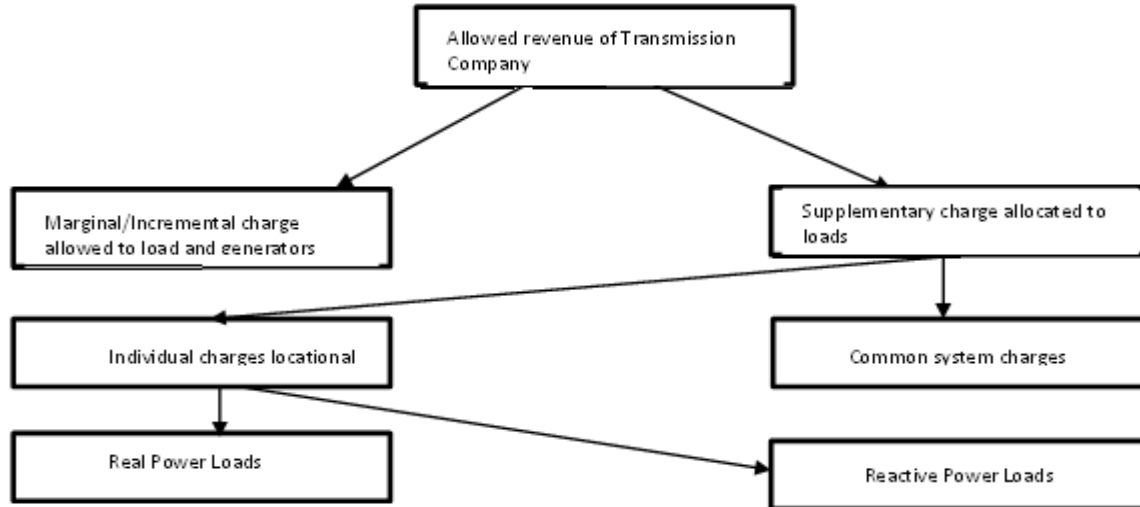 Allowed revenue of Transmission
Company
Marginal/Incremental charge
allowed to load and generators
Supplementary charge allocated to
loads
Individual charges locational
Common system charges
Real Power Loads
Reactive Power Loads